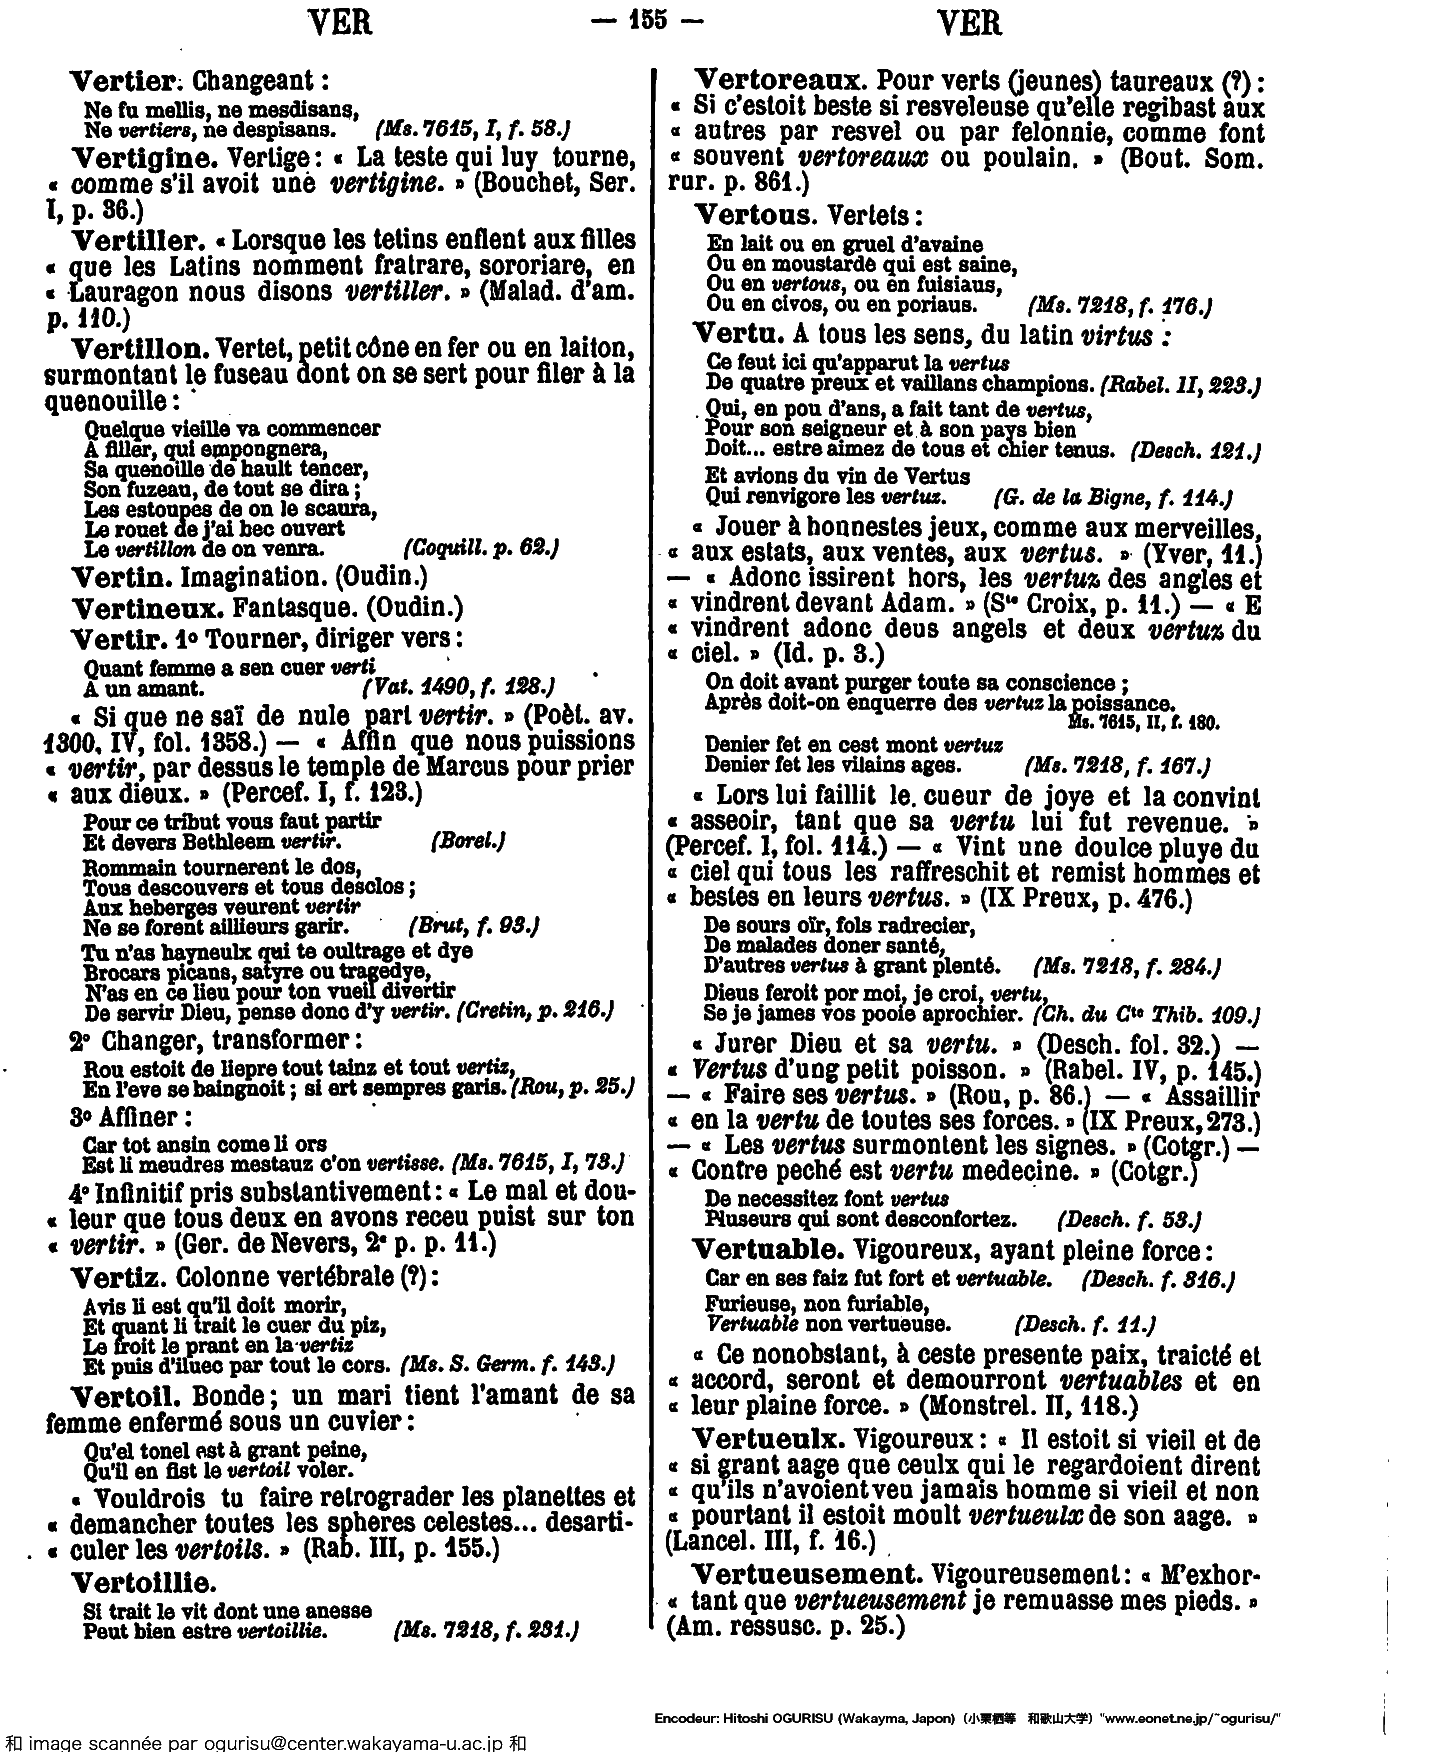 VER — 155 — VER
Vertier. Changeant :
Ne fu mellis, ne mesdisans,
Ne vertiers, ne despisans. (Ms. 7615, I, f. 58.)
Vertigine. Vertige : « La teste qui luy tourne,
« comme s'il avoit une vertigine. » (Bouchet, Ser.
I, p. 36.)
Vertiller. « Lorsque les tetins enflent aux filles
« que les Latins nomment fratrare, sororiare, en
« Lauragon nous disons vertiller. » (Malad. d'am.
p. 110.)
Vertillon. Vertet, petit cône en fer ou en laiton,
surmontant le fuseau dont on se sert pour filer à la
quenouille :
Quelque vieille va commencer
A filler, qui empongnera,
Sa quenoille de hault tencer,
Son fuzeau, de tout se dira ;
Les estoupes de on le scaura,
Le rouet de j'ai bec ouvert
Le vertillon de on venra. (Coquill. p. 62.)
Vertin. Imagination. (Oudin.)
Vertineux. Fantasque. (Oudin.)
Vertir. 1º Tourner, diriger vers :
Quant femme a sen cuer verti
A un amant. (Vat. 1490, f. 128.)
« Si que ne saï de nule part vertir. » (Poèt. av.
1300, IV, fol. 1358.) — « Affin que nous puissions
« vertir, par dessus le temple de Marcus pour prier
« aux dieux. » (Percef. I, f. 123.)
Pour ce tribut vous faut partir
Et devers Bethleem vertir. (Borel.)
Rommain tournerent le dos,
Tous descouvers et tous desclos ;
Aux heberges veurent vertir
Ne se forent aillieurs garir. (Brut, f. 93.)
Tu n'as hayneulx qui te oultrage et dye
Brocars picans, satyre ou tragedye,
N'as en ce lieu pour ton vueil divertir
De servir Dieu, pense donc d'y vertir. (Cretin, p. 216.)
2º Changer, transformer :
Rou estoit de liepre tout tainz et tout vertiz,
En l'eve se baingnoit ; si ert sempres garis. (Rou, p. 25.)
3º Affiner :
Car tot ansin come li ors
Est li meudres mestauz c'on vertisse. (Ms. 7615, I, 73.)
4º Infinitif pris substantivement : « Le mal et dou-
« leur que tous deux en avons receu puist sur ton
« vertir. » (Ger. de Nevers, 2e p. p. 11.)
Vertiz. Colonne vertébrale (?) :
Avis li est qu'il doit morir,
Et quant li trait le cuer du piz,
Le froit le prant en la vertiz
Et puis d'iluec par tout le cors. (Ms. S. Germ. f. 143.)
Vertoil. Bonde ; un mari tient l'amant de sa
femme enfermé sous un cuvier :
Qu'el tonel est à grant peine,
Qu'il en fist le vertoil voler.
« Vouldrois tu faire retrograder les planettes et
« demancher toutes les spheres celestes... desarti-
« culer les vertoils. » (Rab. III, p. 155.)
Vertoillie.
Si trait le vit dont une anesse
Peut bien estre vertoillie. (Ms. 7218, f. 231.)
Vertoreaux. Pour verts (jeunes) taureaux (?) :
« Si c'estoit beste si resveleuse qu'elle regibast aux
« autres par resvel ou par felonnie, comme font
« souvent vertoreaux ou poulain. » (Bout. Som.
rur. p. 861.)
Vertous. Vertets :
En lait ou en gruel d'avaine
Ou en moustarde qui est saine,
Ou en vertous, ou en fuisiaus,
Ou en civos, ou en poriaus. (Ms. 7218, f. 176.)
Vertu. A tous les sens, du latin virtus :
Ce feut ici qu'apparut la vertus
De quatre preux et vaillans champions. (Rabel. II, 223.)
Qui, en pou d'ans, a fait tant de vertus,
Pour son seigneur et à son pays bien
Doit... estre aimez de tous et chier tenus. (Desch. 121.)
Et avions du vin de Vertus
Qui renvigore les vertuz. (G. de la Bigne, f. 114.)
« Jouer à honnestes jeux, comme aux merveilles,
« aux estats, aux ventes, aux vertus. » (Yver, 11.)
— « Adonc issirent hors, les vertuz des angles et
« vindrent devant Adam. » (Ste Croix, p. 11.) — « E
« vindrent adonc deus angels et deux vertuz du
« ciel. » (Id. p. 3.)
On doit avant purger toute sa conscience ;
Après doit-on enquerre des vertuz la poissance.
Ms. 7615, II, f. 180.
Denier fet en cest mont vertuz
Denier fet les vilains ages. (Ms. 7218, f. 167.)
« Lors lui faillit le cueur de joye et la convint
« asseoir, tant que sa vertu lui fut revenue. »
(Percef. I, fol. 114.) — « Vint une doulce pluye du
« ciel qui tous les raffreschit et remist hommes et
« bestes en leurs vertus. » (IX Preux, p. 476.)
De sours oïr, fols radrecier,
De malades doner santé,
D'autres vertus à grant plenté. (Ms. 7218, f. 284.)
Dieus feroit por moi, je croi, vertu,
Se je james vos pooie aprochier. (Ch. du Cte Thib. 109.)
« Jurer Dieu et sa vertu. » (Desch. fol. 32.) —
« Vertus d'ung petit poisson. » (Rabel. IV, p. 145.)
— « Faire ses vertus. » (Rou, p. 86.) — « Assaillir
« en la vertu de toutes ses forces. » (IX Preux, 273.)
— « Les vertus surmontent les signes. » (Cotgr.) —
« Contre peché est vertu medecine. » (Cotgr.)
De necessitez font vertus
Pluseurs qui sont desconfortez. (Desch. f. 53.)
Vertuable. Vigoureux, ayant pleine force :
Car en ses faiz fut fort et vertuable. (Desch. f. 316.)
Furieuse, non furiable,
Vertuable non vertueuse. (Desch. f. 11.)
« Ce nonobstant, à ceste presente paix, traicté et
« accord, seront et demourront vertuables et en
« leur plaine force. » (Monstrel. II, 118.)
Vertueulx. Vigoureux : « Il estoit si vieil et de
« si grant aage que ceulx qui le regardoient dirent
« qu'ils n'avoient veu jamais homme si vieil et non
« pourtant il estoit moult vertueulx de son aage. »
(Lancel. III, f. 16.)
Vertueusement. Vigoureusement : « M'exhor-
« tant que vertueusement je remuasse mes pieds. »
(Am. ressusc. p. 25.)
Encodeur: Hitoshi OGURISU (Wakayma, Japon) (小栗栖等 和歌山大学) "www.eonet.ne.jp/~ogurisu/"
和 image scannée par ogurisu@center.wakayama-u.ac.jp 和